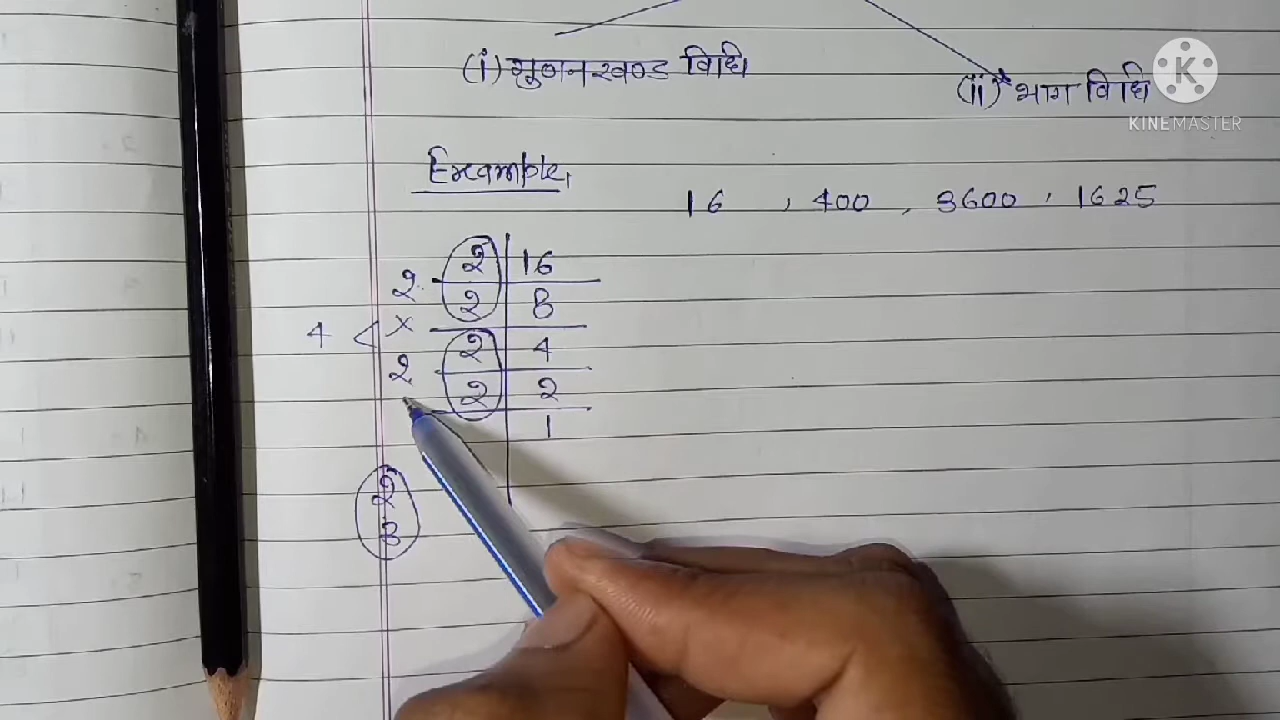 (i) गुणनखण्ड विधि
(ii) भाग विधि
KINEMASTER
Example,
16 , 400 , 3600 , 1625
2 | 16
2 | 8
2 | 4
2 | 2
1
2
4 < ×
2
2
3